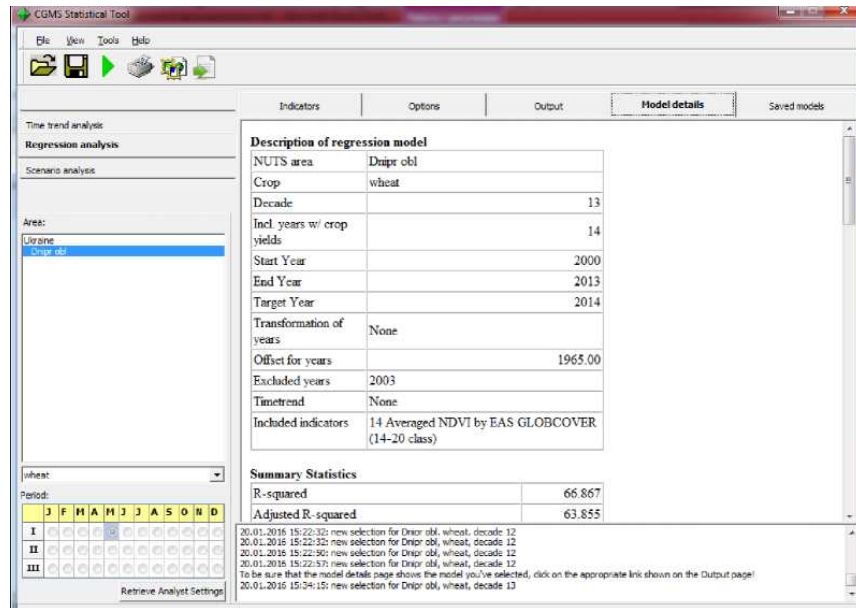 CGMS Statistical Tool
File View Tools Help
Indicators Options Output Model details Saved models
Time trend analysis
Regression analysis
Scenario analysis
Area:
Ukraine
Dnipr obl
wheat
Period:
J F M A M J J A S O N D
I
II
III
Retrieve Analyst Settings
Description of regression model
NUTS area Dnipr obl
Crop wheat
Decade 13
Incl. years w/ crop
yields 14
Start Year 2000
End Year 2013
Target Year 2014
Transformation of
years None
Offset for years 1965.00
Excluded years 2003
Timetrend None
Included indicators 14 Averaged NDVI by EAS GLOBCOVER
(14-20 class)
Summary Statistics
R-squared 66.867
Adjusted R-squared 63.855
20.01.2016 15:22:32: new selection for Dnipr obl, wheat, decade 12
20.01.2016 15:22:32: new selection for Dnipr obl, wheat, decade 12
20.01.2016 15:22:50: new selection for Dnipr obl, wheat, decade 12
20.01.2016 15:22:57: new selection for Dnipr obl, wheat, decade 12
To be sure that the model details page shows the model you've selected, click on the appropriate link shown on the Output page!
20.01.2016 15:34:15: new selection for Dnipr obl, wheat, decade 13